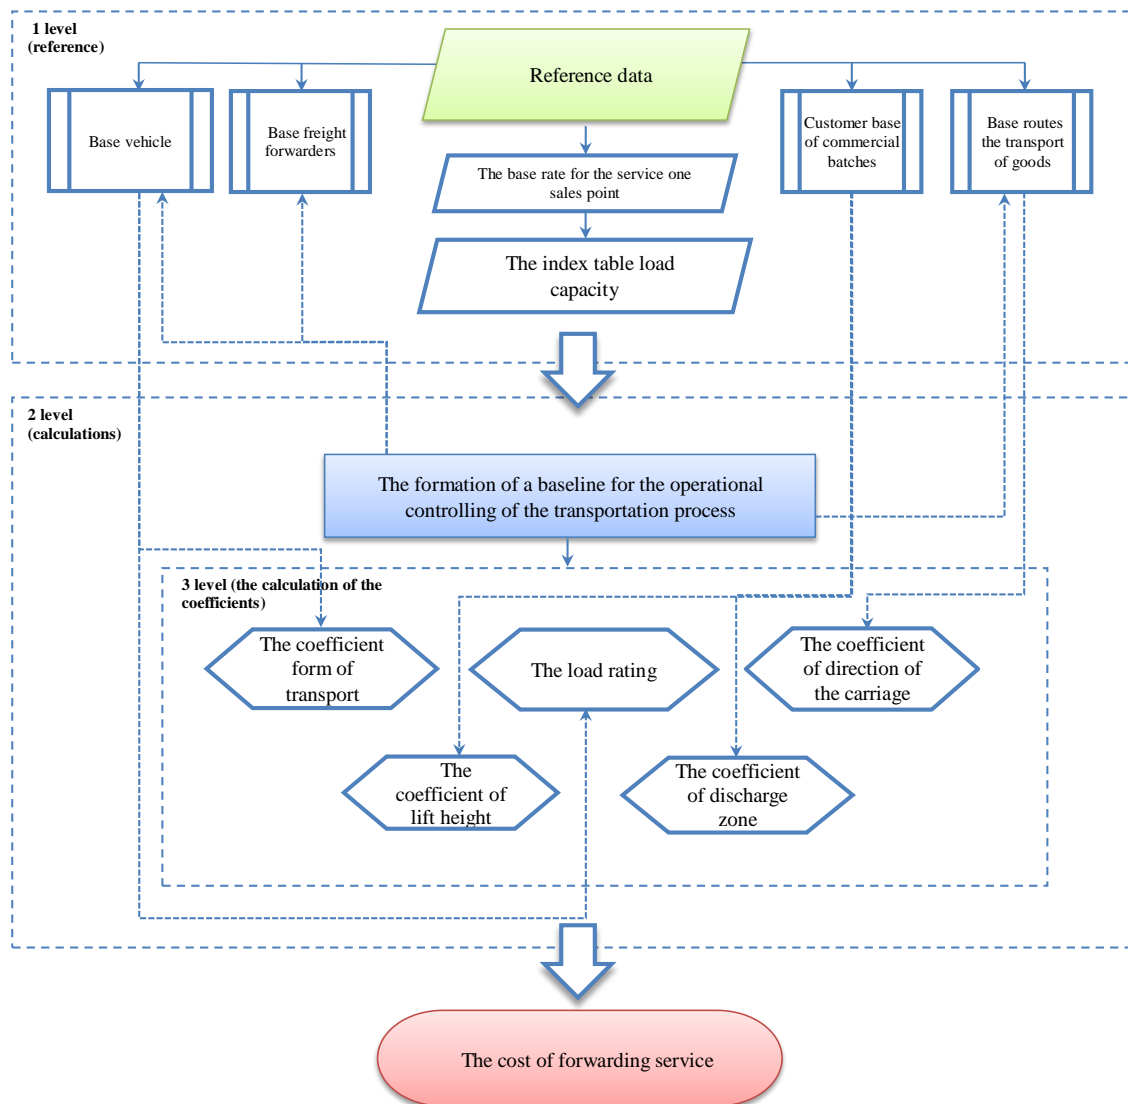 1 level
(reference)
Reference data
Base vehicle
Base freight
forwarders
Customer base
of commercial
batches
Base routes
the transport
of goods
The base rate for the service one
sales point
The index table load
capacity
2 level
(calculations)
The formation of a baseline for the operational
controlling of the transportation process
3 level (the calculation of the
coefficients)
The coefficient
form of
transport
The load rating
The coefficient
of direction of
the carriage
The
coefficient of
lift height
The coefficient
of discharge
zone
The cost of forwarding service